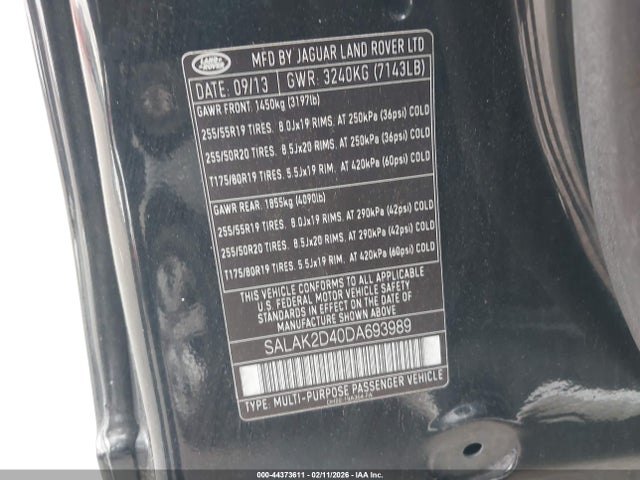 LAND ROVER
MFD BY JAGUAR LAND ROVER LTD
DATE: 09/13 GWR: 3240KG (7143LB)
GAWR FRONT: 1450kg (3197lb)
255/55R19 TIRES. 8.0Jx19 RIMS. AT 250kPa (36psi) COLD
255/50R20 TIRES. 8.5Jx20 RIMS. AT 250kPa (36psi) COLD
T175/80R19 TIRES. 5.5Jx19 RIM. AT 420kPa (60psi) COLD
GAWR REAR: 1855kg (4090lb)
255/55R19 TIRES. 8.0Jx19 RIMS. AT 290kPa (42psi) COLD
255/50R20 TIRES. 8.5Jx20 RIMS. AT 290kPa (42psi) COLD
T175/80R19 TIRES. 5.5Jx19 RIM. AT 420kPa (60psi) COLD
THIS VEHICLE CONFORMS TO ALL APPLICABLE
U.S. FEDERAL MOTOR VEHICLE SAFETY STANDARDS
IN EFFECT ON THE DATE OF MANUFACTURE
SHOWN ABOVE
SALAK2D40DA693989
TYPE: MULTI-PURPOSE PASSENGER VEHICLE
000-44373611 - 02/11/2026 - IAAI, Inc.